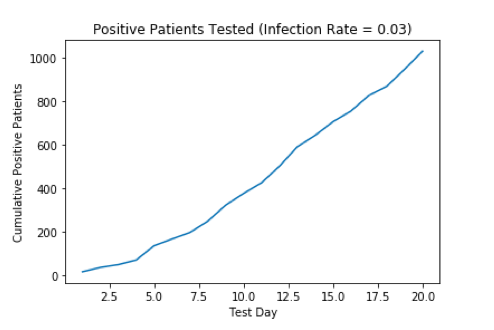 Positive Patients Tested (Infection Rate = 0.03)
1000
800
600
400
200
0
Cumulative Positive Patients
2.5 5.0 7.5 10.0 12.5 15.0 17.5 20.0
Test Day